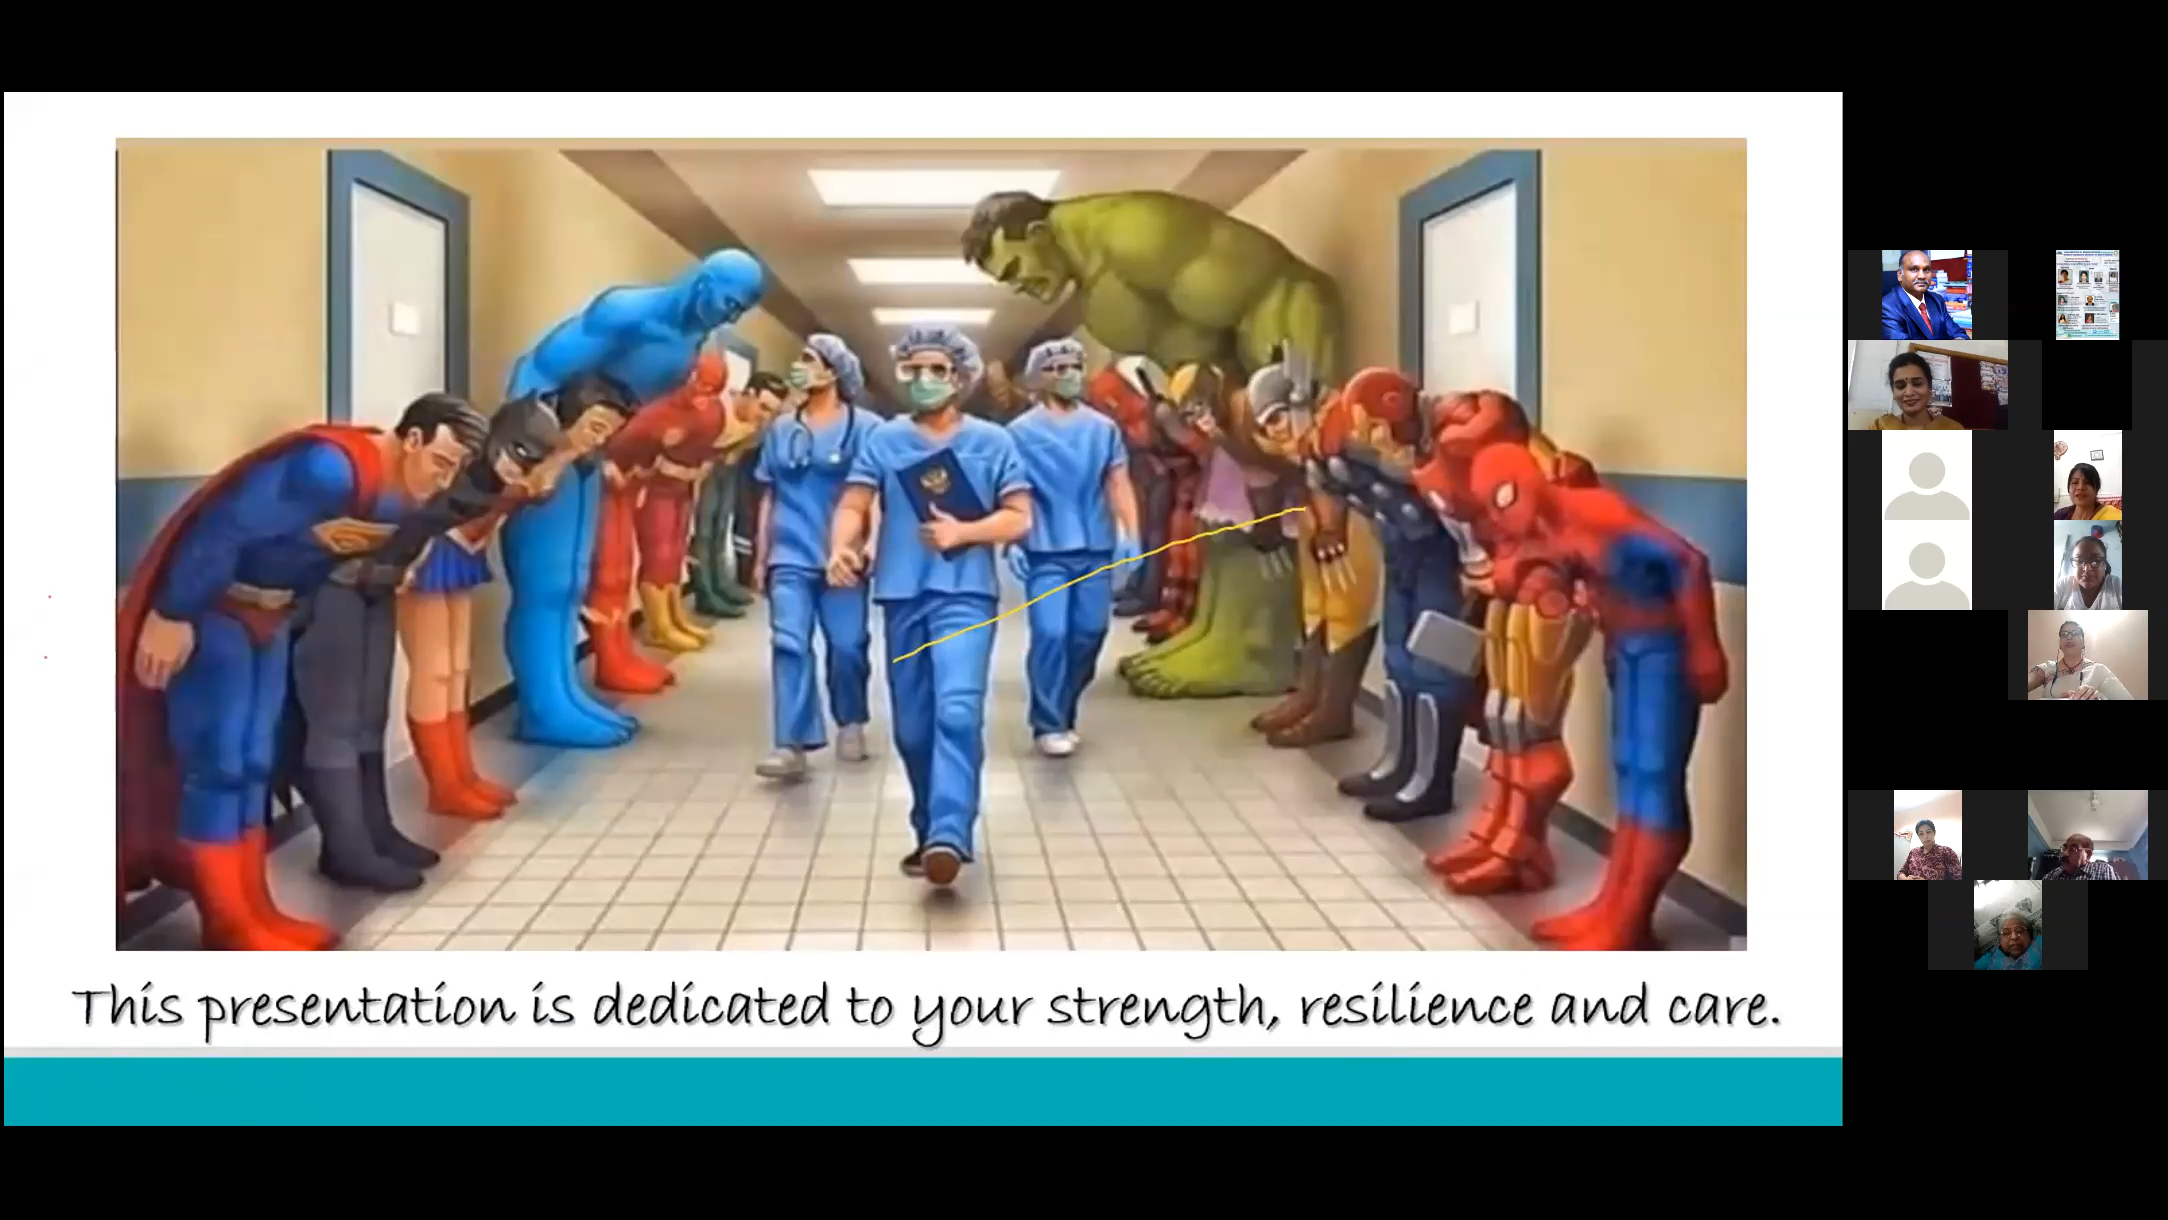 This presentation is dedicated to your strength, resilience and care.